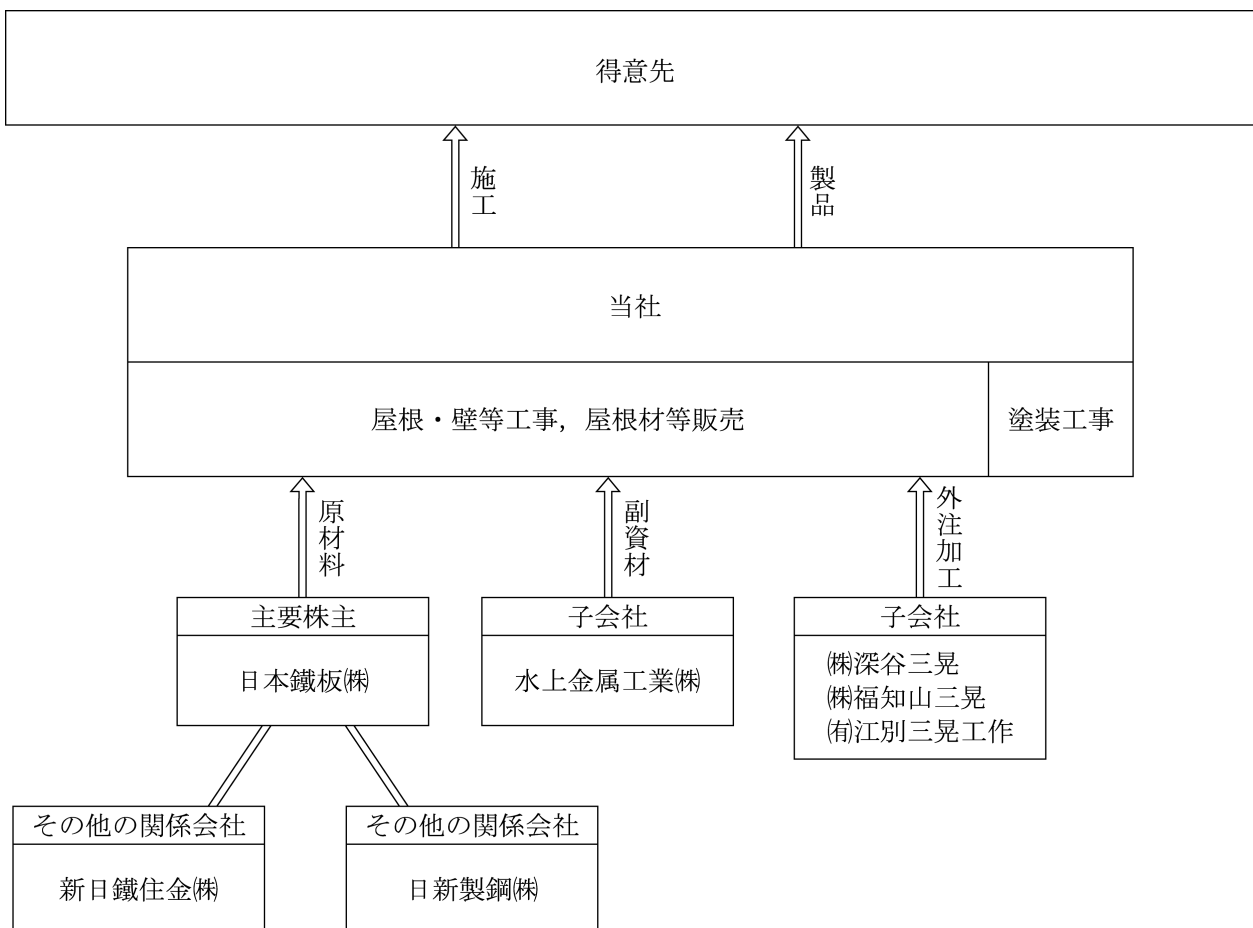 得意先
施工
製品
当社
屋根・壁等工事，屋根材等販売
塗装工事
原材料
副資材
外注加工
主要株主
日本鐵板㈱
子会社
水上金属工業㈱
子会社
㈱深谷三晃
㈱福知山三晃
㈲江別三晃工作
その他の関係会社
新日鐵住金㈱
その他の関係会社
日新製鋼㈱